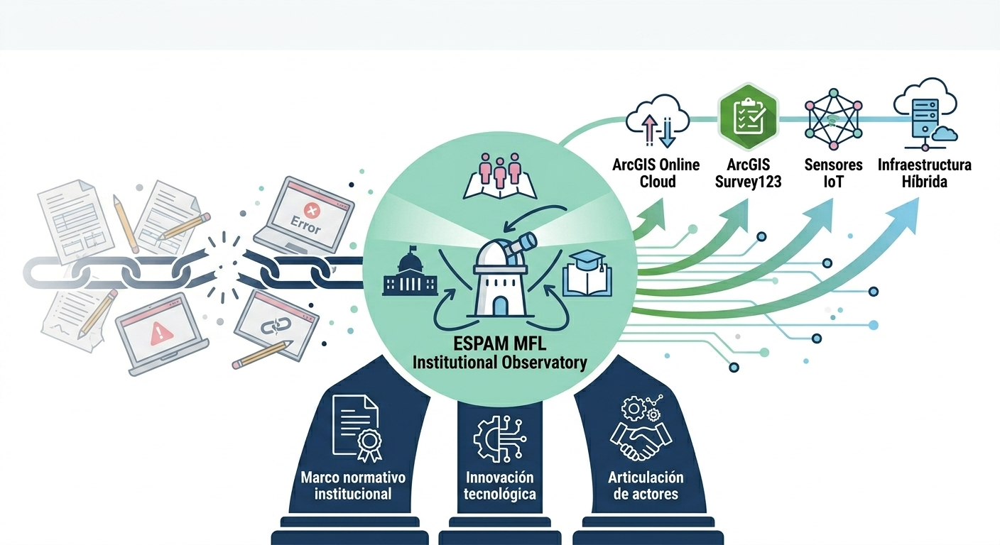 ArcGIS Online
Cloud
ArcGIS
Survey123
Sensores
IoT
Infraestructura
Híbrida
Error
ESPAM MFL
Institutional Observatory
Marco normativo
institucional
Innovación
tecnológica
Articulación
de actores